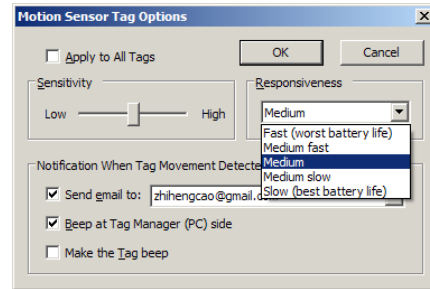 Motion Sensor Tag Options
Apply to All Tags
OK
Cancel
Sensitivity
Low
High
Responsiveness
Medium
Fast (worst battery life)
Medium fast
Medium
Medium slow
Slow (best battery life)
Notification When Tag Movement Detec
Send email to: zhihengcao@gmail.c
Beep at Tag Manager (PC) side
Make the Tag beep